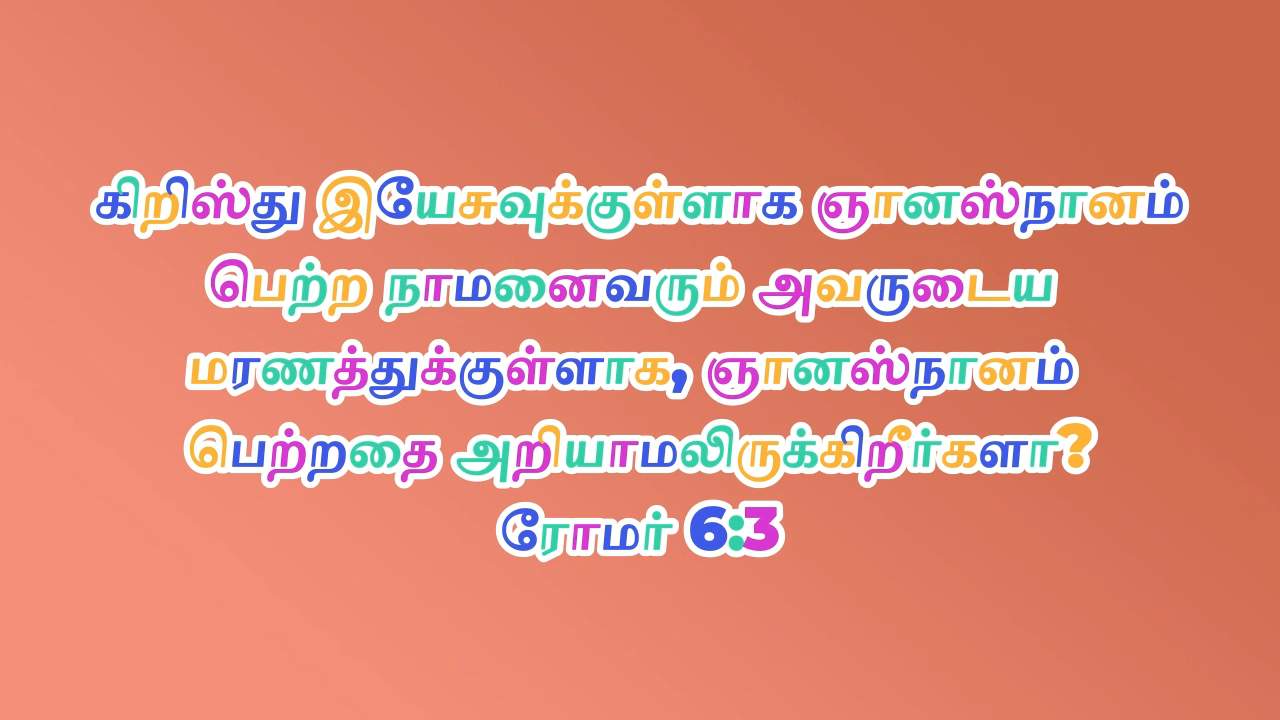 கிறிஸ்து இயேசுவுக்குள்ளாக ஞானஸ்நானம்
பெற்ற நாமனைவரும் அவருடைய
மரணத்துக்குள்ளாக, ஞானஸ்நானம்
பெற்றதை அறியாமலிருக்கிறீர்களா?
ரோமர் 6:3